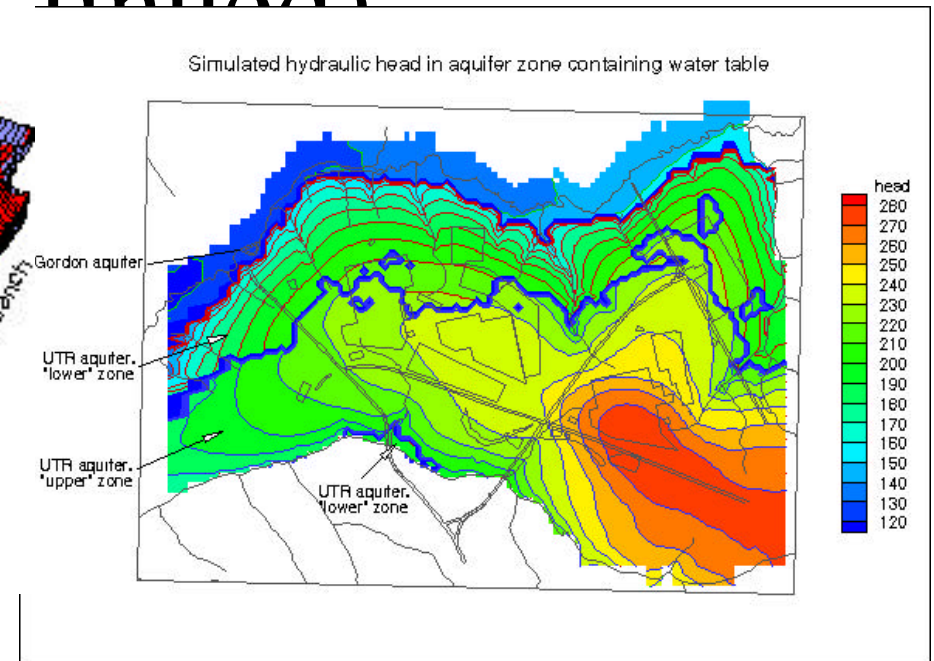 Simulated hydraulic head in aquifer zone containing water table
head
280
270
260
250
240
230
220
210
200
190
180
170
160
150
140
130
120
Gordon aquifer
UTR aquifer.
"lower" zone
UTR aquifer.
"upper" zone
UTR aquifer.
"lower" zone